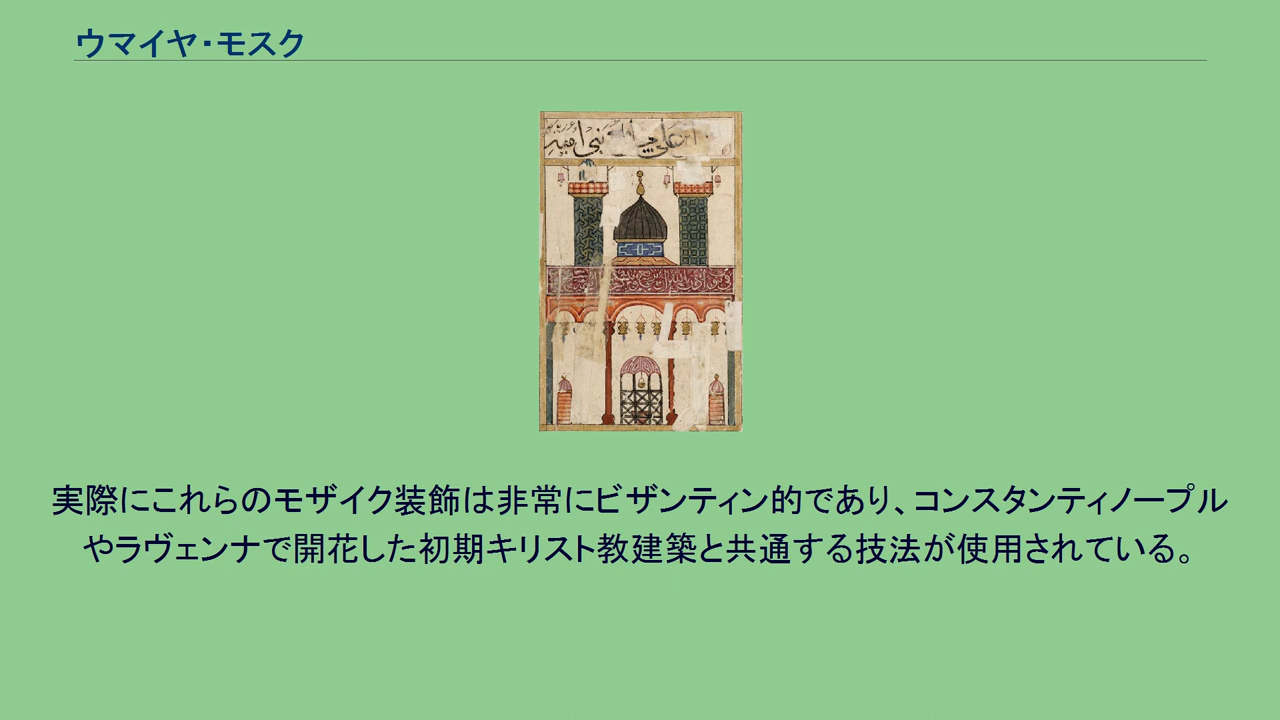 ウマイヤ・モスク
実際にこれらのモザイク装飾は非常にビザンティン的であり、コンスタンティノープル
やラヴェンナで開花した初期キリスト教建築と共通する技法が使用されている。